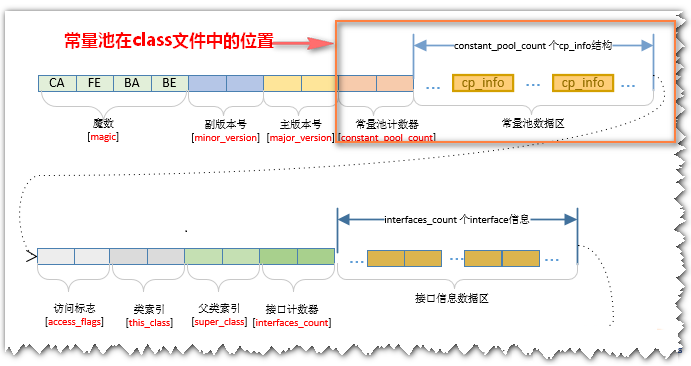 常量池在class文件中的位置
constant_pool_count 个cp_info结构
CA FE BA BE ... cp_info ... cp_info ...
魔数 副版本号 主版本号 常量池计数器 常量池数据区
[magic] [minor_version] [major_version] [constant_pool_count]
interfaces_count 个interface信息
... ... ...
访问标志 类索引 父类索引 接口计数器 接口信息数据区
[access_flags] [this_class] [super_class] [interfaces_count]